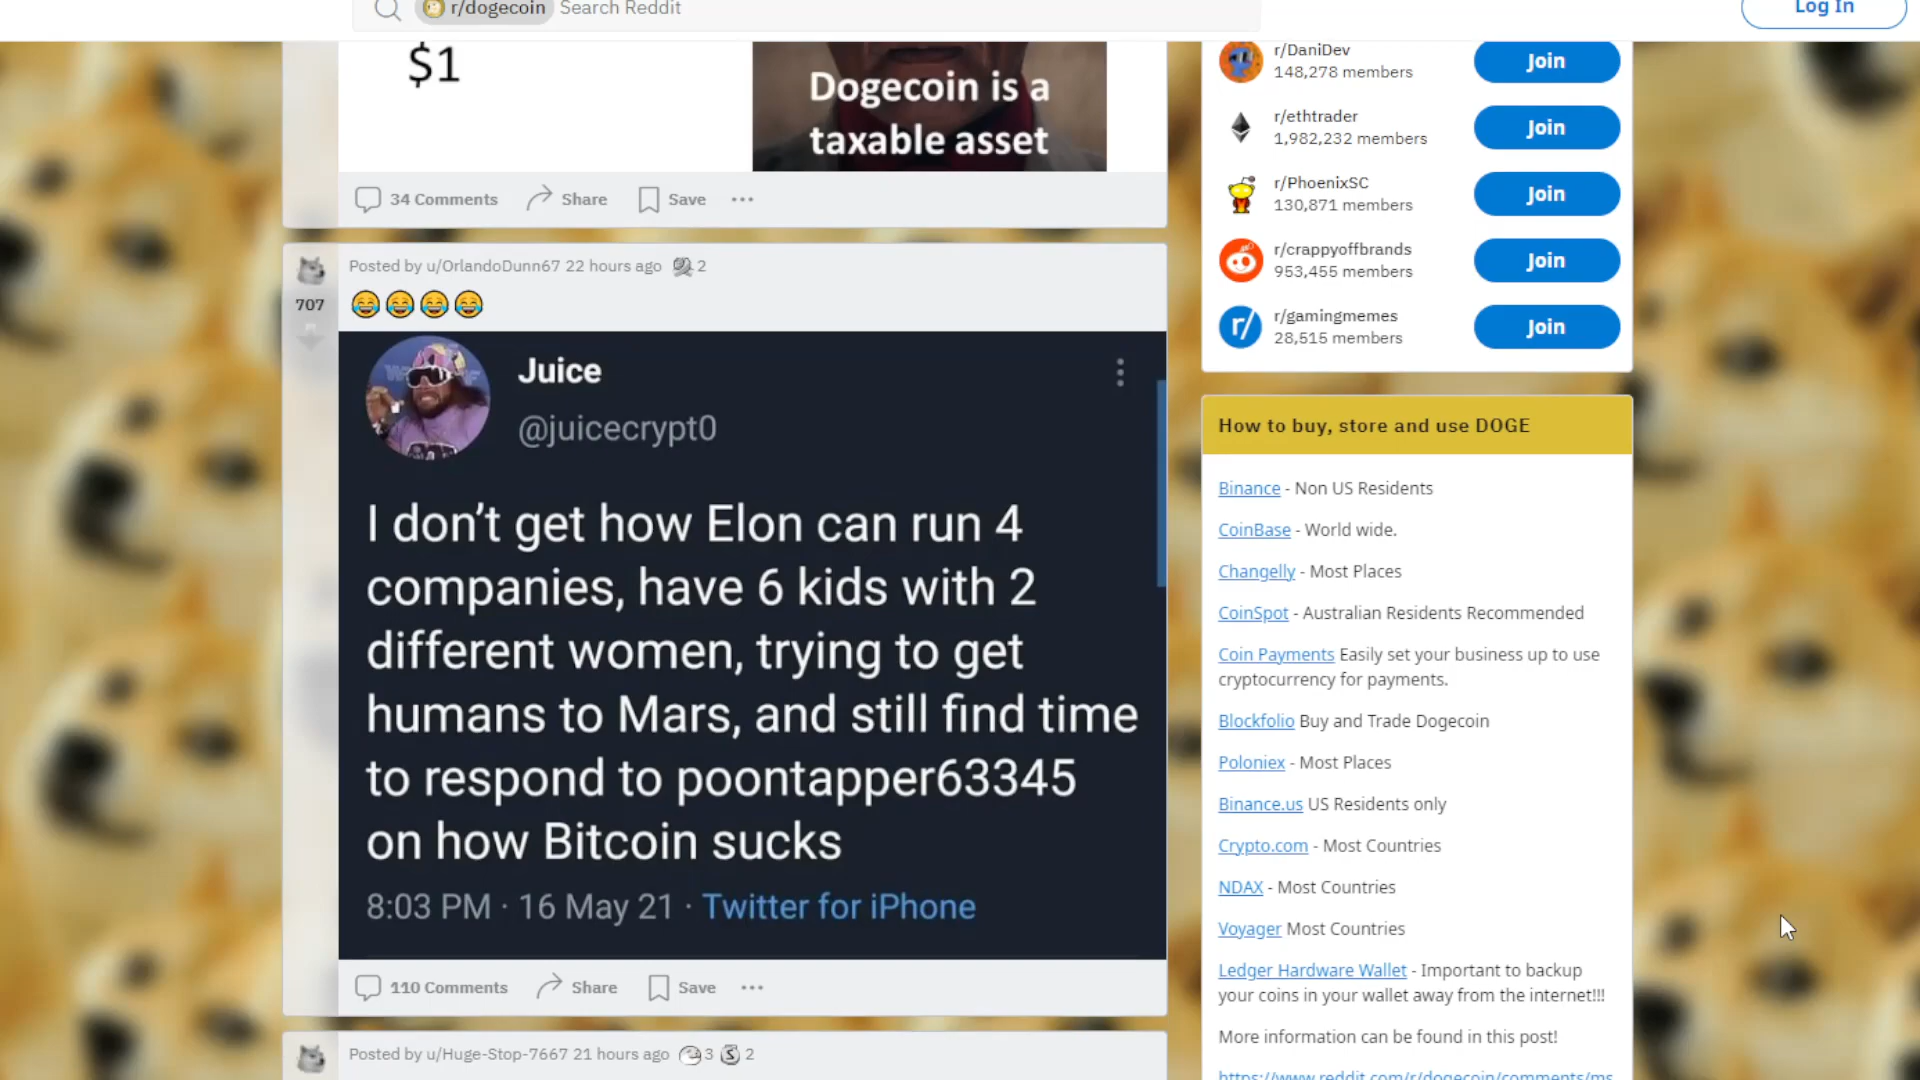 r/dogecoin Search Reddit
Log In
$1
Dogecoin is a
taxable asset
34 Comments Share Save
Posted by u/OrlandoDunn67 22 hours ago 2
707
😂😂😂😂
Juice
@juicecrypt0
I don’t get how Elon can run 4
companies, have 6 kids with 2
different women, trying to get
humans to Mars, and still find time
to respond to poontapper63345
on how Bitcoin sucks
8:03 PM · 16 May 21 · Twitter for iPhone
110 Comments Share Save
Posted by u/Huge-Stop-7667 21 hours ago 3 2
r/DaniDev
148,278 members
Join
r/ethtrader
1,982,232 members
Join
r/PhoenixSC
130,871 members
Join
r/crappyoffbrands
953,455 members
Join
r/gamingmemes
28,515 members
Join
How to buy, store and use DOGE
Binance - Non US Residents
CoinBase - World wide.
Changelly - Most Places
CoinSpot - Australian Residents Recommended
Coin Payments Easily set your business up to use
cryptocurrency for payments.
Blockfolio Buy and Trade Dogecoin
Poloniex - Most Places
Binance.us US Residents only
Crypto.com - Most Countries
NDAX - Most Countries
Voyager Most Countries
Ledger Hardware Wallet - Important to backup
your coins in your wallet away from the internet!!!
More information can be found in this post!
https://www.reddit.com/r/dogecoin/comments/ms